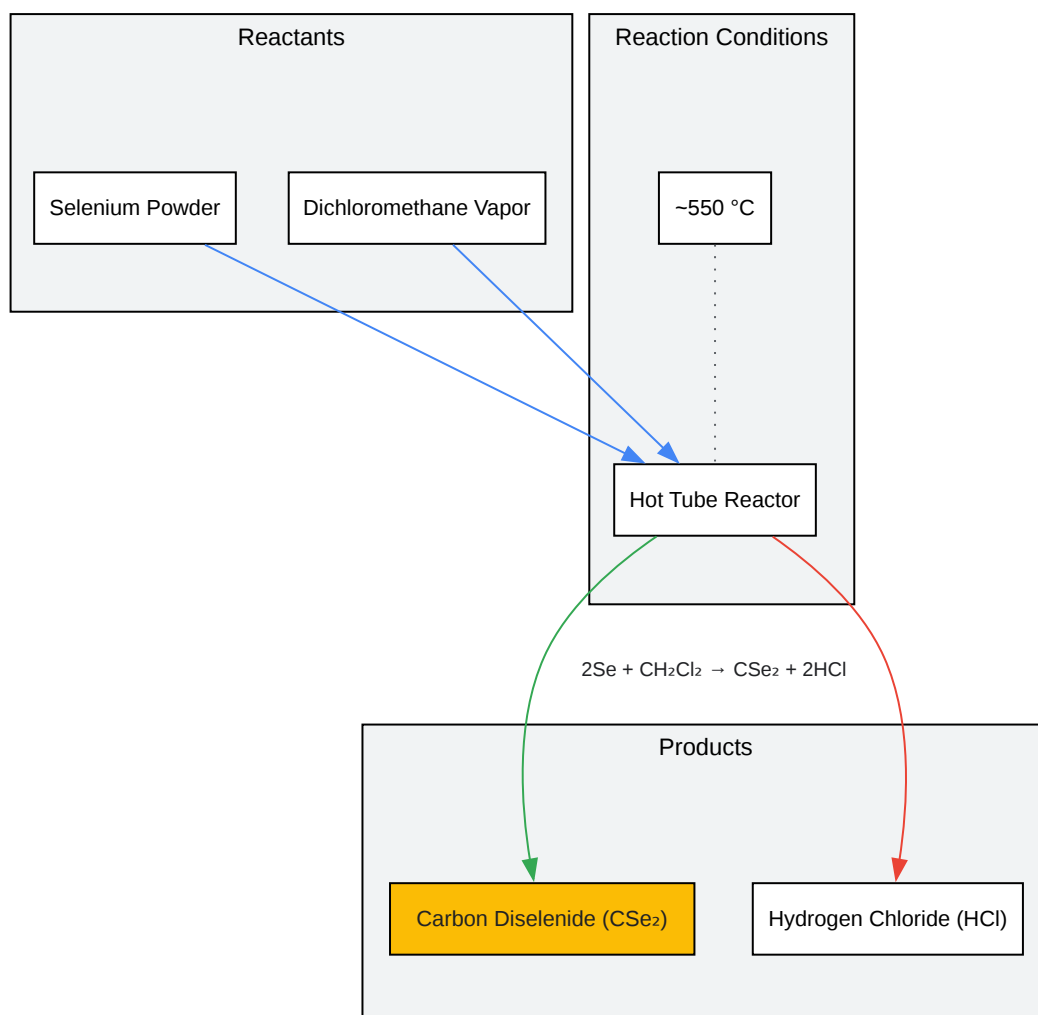 Reactants
Reaction Conditions
Selenium Powder
Dichloromethane Vapor
~550 °C
Hot Tube Reactor
2Se + CH₂Cl₂ → CSe₂ + 2HCl
Products
Carbon Diselenide (CSe₂)
Hydrogen Chloride (HCl)